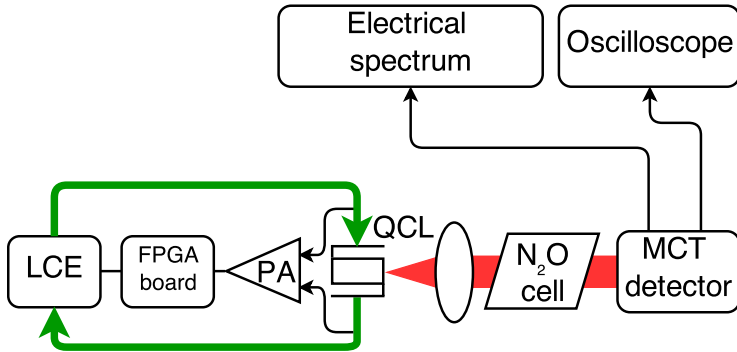 Electrical
spectrum
Oscilloscope
QCL
LCE
FPGA
board
PA
N₂O
cell
MCT
detector